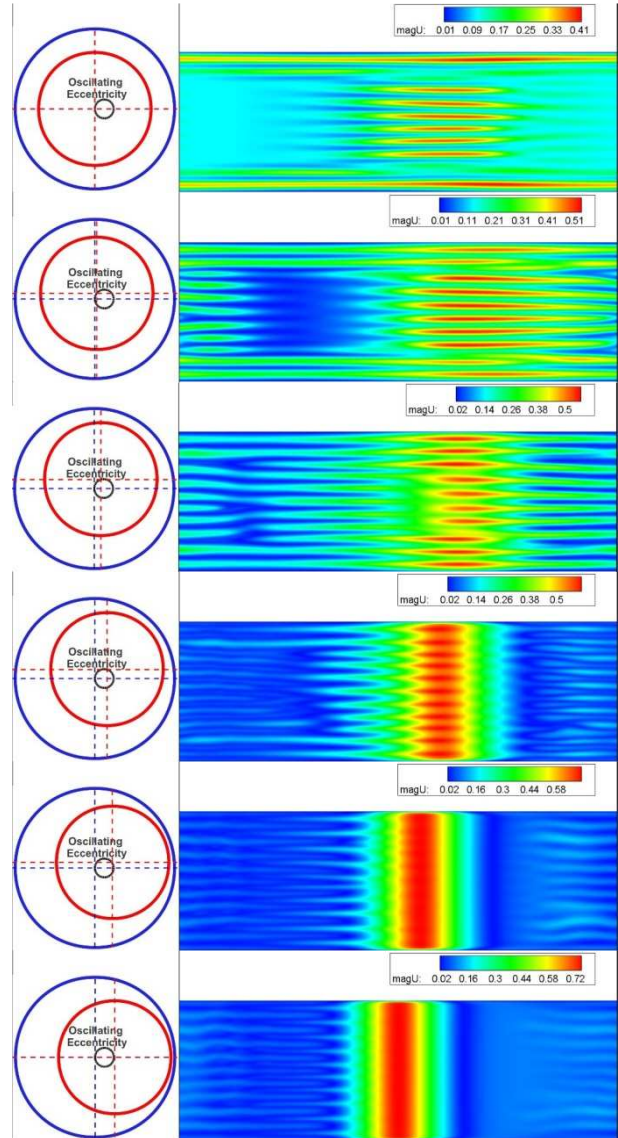 magU: 0.01 0.09 0.17 0.25 0.33 0.41
Oscillating
Eccentricity
magU: 0.01 0.11 0.21 0.31 0.41 0.51
Oscillating
Eccentricity
magU: 0.02 0.14 0.26 0.38 0.5
Oscillating
Eccentricity
magU: 0.02 0.14 0.26 0.38 0.5
Oscillating
Eccentricity
magU: 0.02 0.16 0.3 0.44 0.58
Oscillating
Eccentricity
magU: 0.02 0.16 0.3 0.44 0.58 0.72
Oscillating
Eccentricity